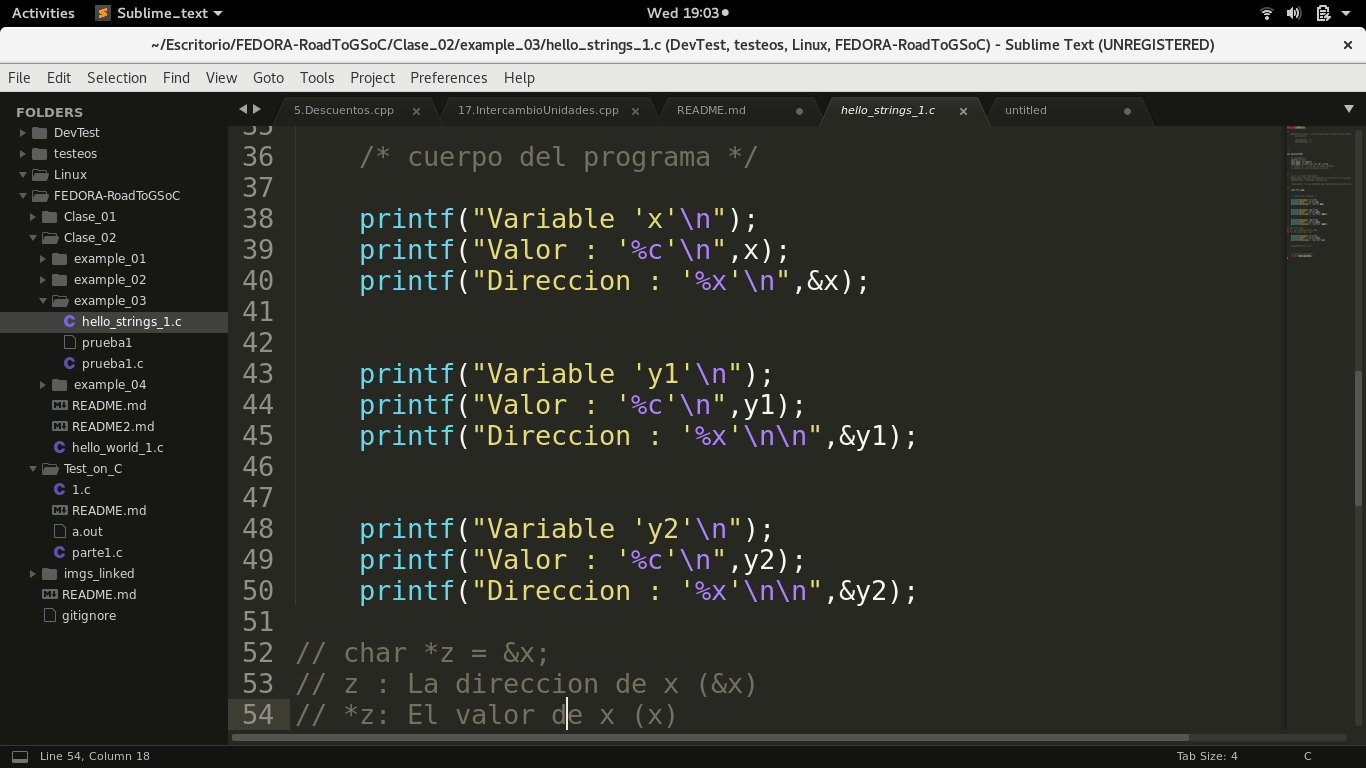 Activities Sublime_text Wed 19:03
~/Escritorio/FEDORA-RoadToGSoC/Clase_02/example_03/hello_strings_1.c (DevTest, testeos, Linux, FEDORA-RoadToGSoC) - Sublime Text (UNREGISTERED)
File Edit Selection Find View Goto Tools Project Preferences Help
FOLDERS
DevTest
testeos
Linux
FEDORA-RoadToGSoC
Clase_01
Clase_02
example_01
example_02
example_03
hello_strings_1.c
prueba1
prueba1.c
example_04
README.md
README2.md
hello_world_1.c
Test_on_C
1.c
README.md
a.out
parte1.c
imgs_linked
README.md
gitignore
5.Descuentos.cpp 17.IntercambioUnidades.cpp README.md hello_strings_1.c untitled
35
36 /* cuerpo del programa */
37
38 printf("Variable 'x'\n");
39 printf("Valor : '%c'\n",x);
40 printf("Direccion : '%x'\n",&x);
41
42
43 printf("Variable 'y1'\n");
44 printf("Valor : '%c'\n",y1);
45 printf("Direccion : '%x'\n\n",&y1);
46
47
48 printf("Variable 'y2'\n");
49 printf("Valor : '%c'\n",y2);
50 printf("Direccion : '%x'\n\n",&y2);
51
52 // char *z = &x;
53 // z : La direccion de x (&x)
54 // *z: El valor de x (x)
Line 54, Column 18 Tab Size: 4 C